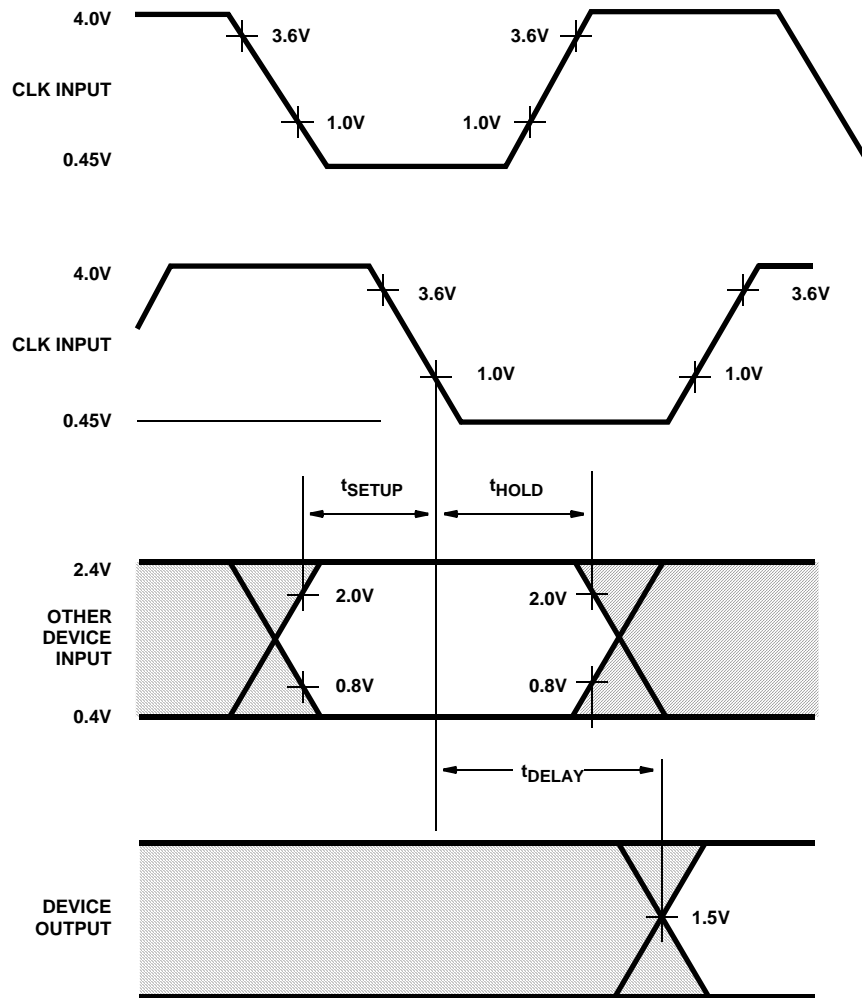 4.0V
3.6V
3.6V
CLK INPUT
1.0V
1.0V
0.45V
4.0V
3.6V
3.6V
CLK INPUT
1.0V
1.0V
0.45V
tSETUP
tHOLD
2.4V
2.0V
2.0V
OTHER
DEVICE
INPUT
0.8V
0.8V
0.4V
tDELAY
DEVICE
OUTPUT
1.5V